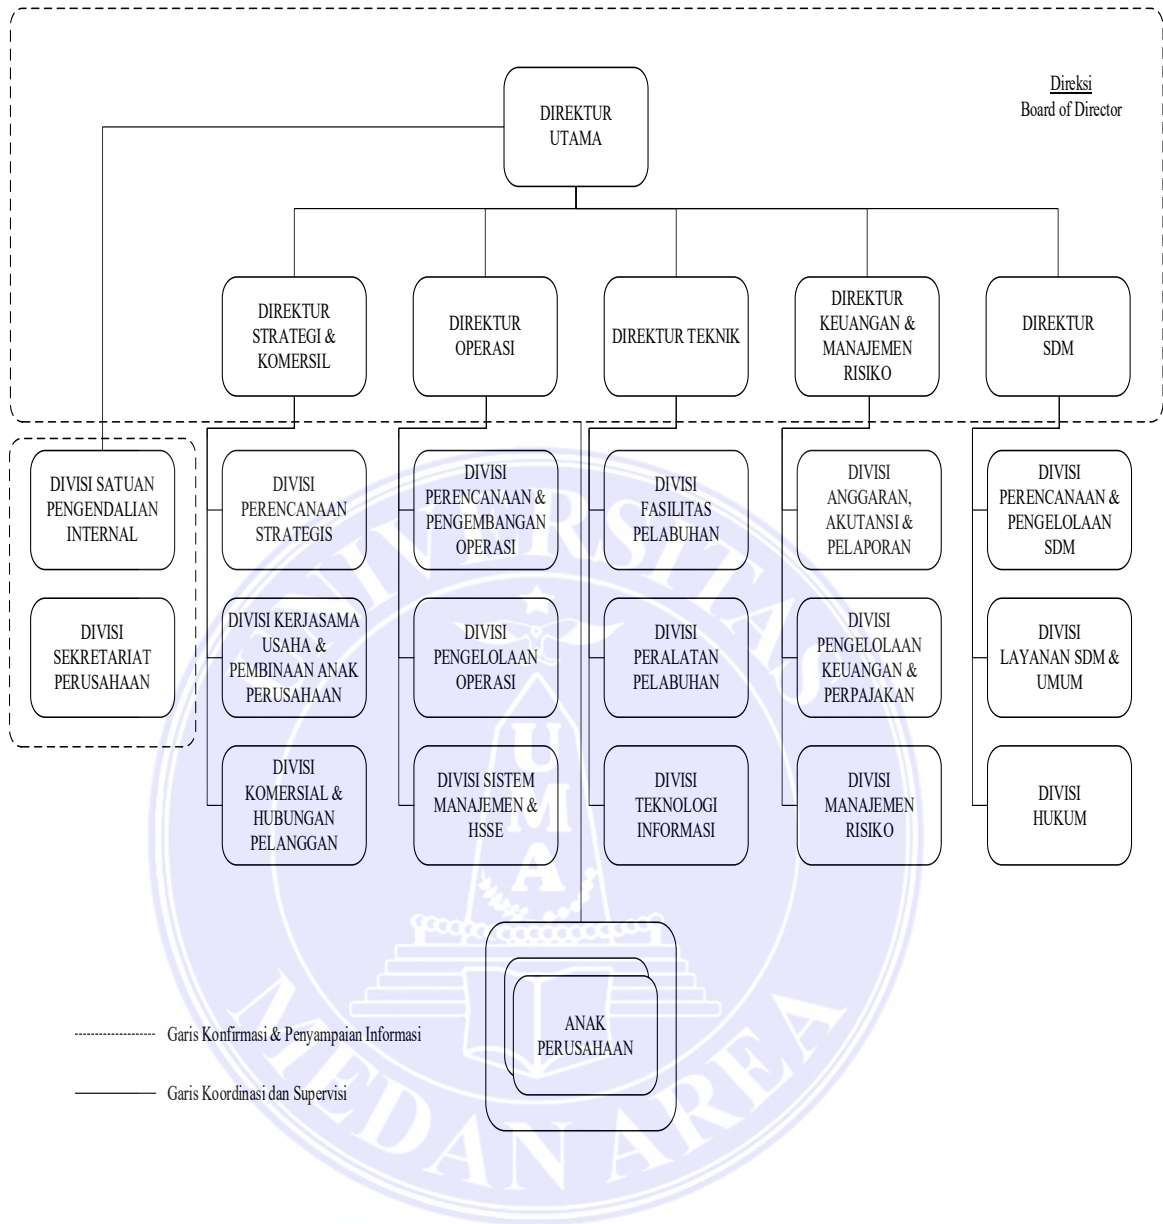 Direksi
Board of Director
DIREKTUR
UTAMA
DIREKTUR
STRATEGI &
KOMERSIL
DIREKTUR
OPERASI
DIREKTUR TEKNIK
DIREKTUR
KEUANGAN &
MANAJEMEN
RISIKO
DIREKTUR
SDM
DIVISI SATUAN
PENGENDALIAN
INTERNAL
DIVISI
PERENCANAAN
STRATEGIS
DIVISI
PERENCANAAN &
PENGEMBANGAN
OPERASI
DIVISI
FASILITAS
PELABUHAN
DIVISI
ANGGARAN,
AKUTANSI &
PELAPORAN
DIVISI
PERENCANAAN &
PENGELOLAAN
SDM
DIVISI
SEKRETARIAT
PERUSAHAAN
DIVISI KERJASAMA
USAHA &
PEMBINAAN ANAK
PERUSAHAAN
DIVISI
PENGELOLAAN
OPERASI
DIVISI
PERALATAN
PELABUHAN
DIVISI
PENGELOLAAN
KEUANGAN &
PERPAJAKAN
DIVISI
LAYANAN SDM &
UMUM
DIVISI
KOMERSIAL &
HUBUNGAN
PELANGGAN
DIVISI SISTEM
MANAJEMEN &
HSSE
DIVISI
TEKNOLOGI
INFORMASI
DIVISI
MANAJEMEN
RISIKO
DIVISI
HUKUM
ANAK
PERUSAHAAN
Garis Konfirmasi & Penyampaian Informasi
Garis Koordinasi dan Supervisi
UNIVERSITAS
UMA
MEDAN AREA